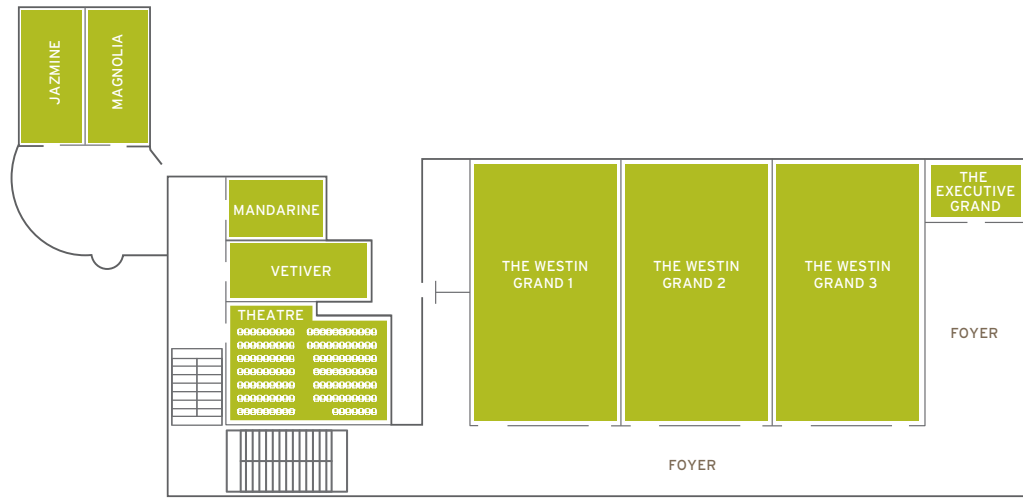 JAZMINE
MAGNOLIA
MANDARINE
VETIVER
THEATRE
THE WESTIN
GRAND 1
THE WESTIN
GRAND 2
THE WESTIN
GRAND 3
THE
EXECUTIVE
GRAND
FOYER
FOYER